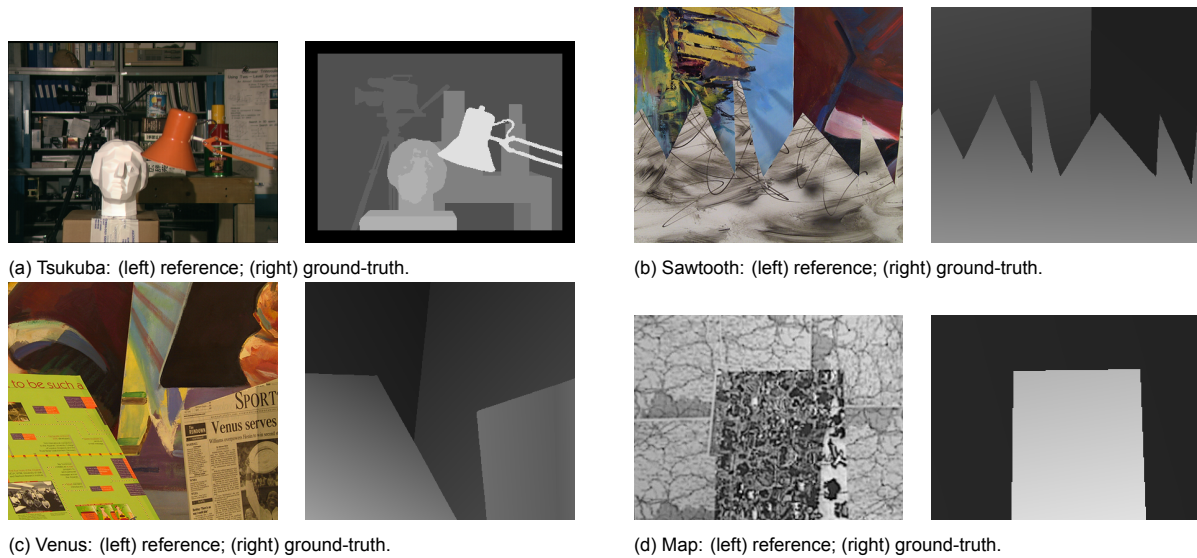 (a) Tsukuba: (left) reference; (right) ground-truth.
(b) Sawtooth: (left) reference; (right) ground-truth.
to be such a
SPORT
Venus serves
(c) Venus: (left) reference; (right) ground-truth.
(d) Map: (left) reference; (right) ground-truth.